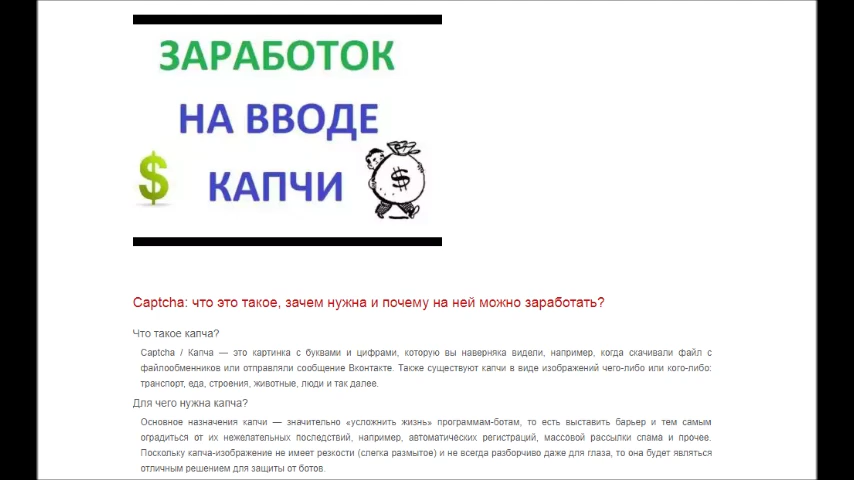 ЗАРАБОТОК
НА ВВОДЕ
$ КАПЧИ $
Captcha: что это такое, зачем нужна и почему на ней можно заработать?
Что такое капча?
Captcha / Капча — это картинка с буквами и цифрами, которую вы наверняка видели, например, когда скачивали файл с
файлообменников или отправляли сообщение Вконтакте. Также существуют капчи в виде изображений чего-либо или кого-либо:
транспорт, еда, строения, животные, люди и так далее.
Для чего нужна капча?
Основное назначения капчи — значительно «усложнить жизнь» программам-ботам, то есть выставить барьер и тем самым
оградиться от их нежелательных последствий, например, автоматических регистраций, массовой рассылки спама и прочее.
Поскольку капча-изображение не имеет резкости (слегка размытое) и не всегда разборчиво даже для глаза, то она будет являться
отличным решением для защиты от ботов.